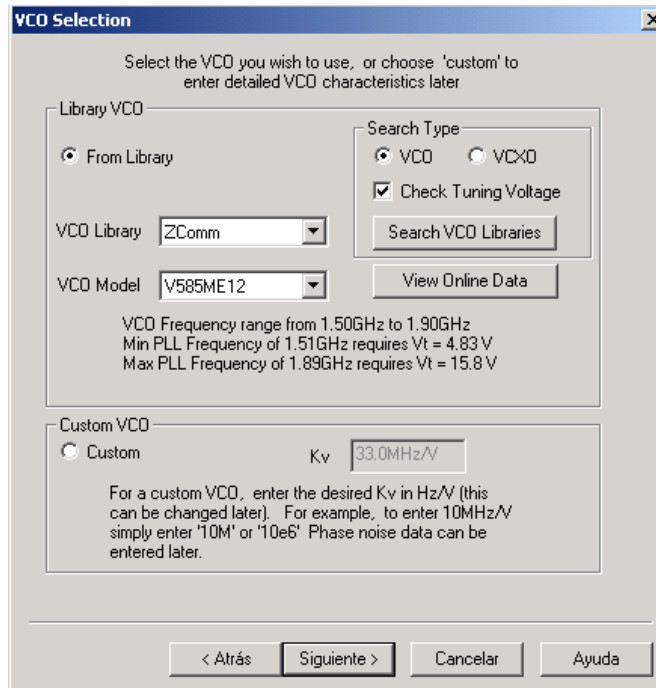 VCO Selection
Select the VCO you wish to use, or choose 'custom' to
enter detailed VCO characteristics later
Library VCO
From Library
Search Type
VCO
VCXO
Check Tuning Voltage
VCO Library
ZComm
Search VCO Libraries
VCO Model
V585ME12
View Online Data
VCO Frequency range from 1.50GHz to 1.90GHz
Min PLL Frequency of 1.51GHz requires Vt = 4.83 V
Max PLL Frequency of 1.89GHz requires Vt = 15.8 V
Custom VCO
Custom
Kv
33.0MHz/V
For a custom VCO, enter the desired Kv in Hz/V (this
can be changed later). For example, to enter 10MHz/V
simply enter '10M' or '10e6' Phase noise data can be
entered later.
< Atrás
Siguiente >
Cancelar
Ayuda